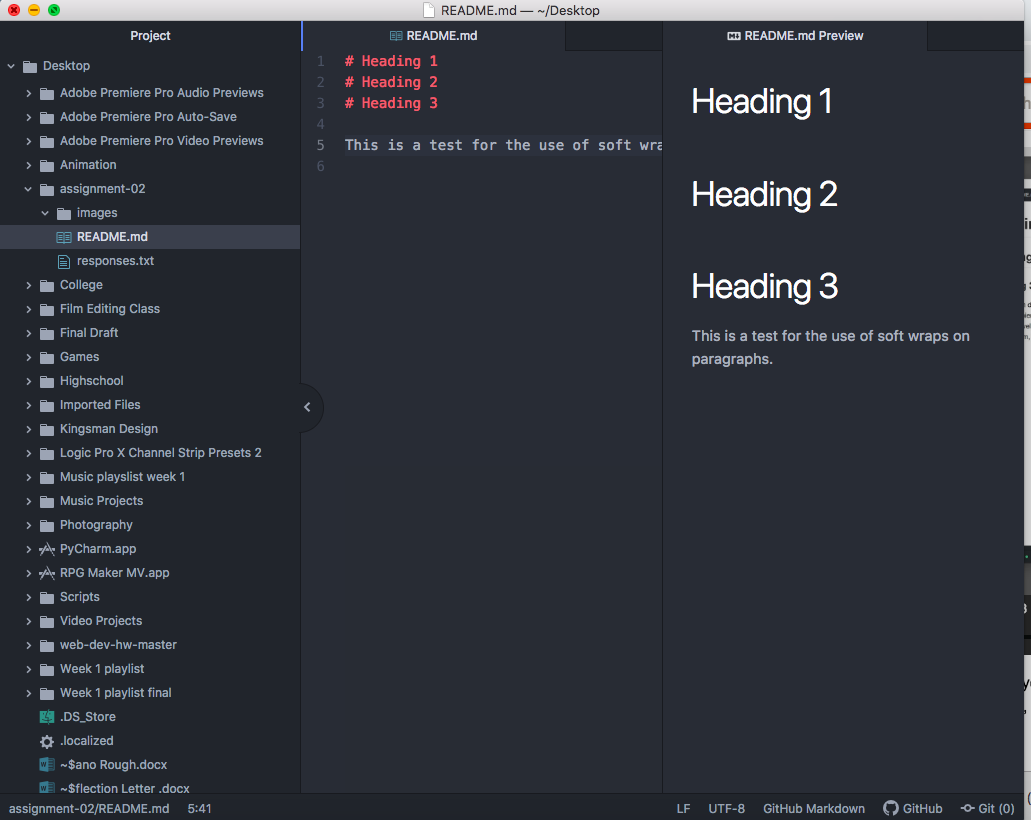 README.md — ~/Desktop
Project
Desktop
Adobe Premiere Pro Audio Previews
Adobe Premiere Pro Auto-Save
Adobe Premiere Pro Video Previews
Animation
assignment-02
images
README.md
responses.txt
College
Film Editing Class
Final Draft
Games
Highschool
Imported Files
Kingsman Design
Logic Pro X Channel Strip Presets 2
Music playslist week 1
Music Projects
Photography
PyCharm.app
RPG Maker MV.app
Scripts
Video Projects
web-dev-hw-master
Week 1 playlist
Week 1 playlist final
.DS_Store
.localized
~$ano Rough.docx
~$flection Letter .docx
README.md
1 # Heading 1
2 # Heading 2
3 # Heading 3
4
5 This is a test for the use of soft wra
6
README.md Preview
Heading 1
Heading 2
Heading 3
This is a test for the use of soft wraps on
paragraphs.
assignment-02/README.md 5:41
LF UTF-8 GitHub Markdown GitHub Git (0)